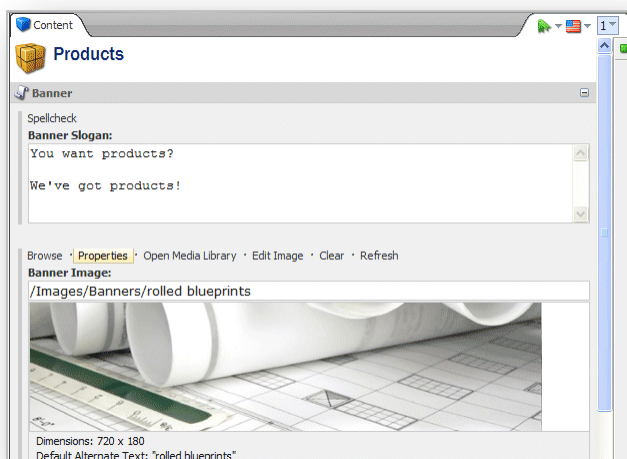 Content
1
Products
Banner
Spellcheck
Banner Slogan:
You want products?
We've got products!
Browse · Properties · Open Media Library · Edit Image · Clear · Refresh
Banner Image:
/Images/Banners/rolled blueprints
Dimensions: 720 x 180
Default Alternate Text: "rolled blueprints"